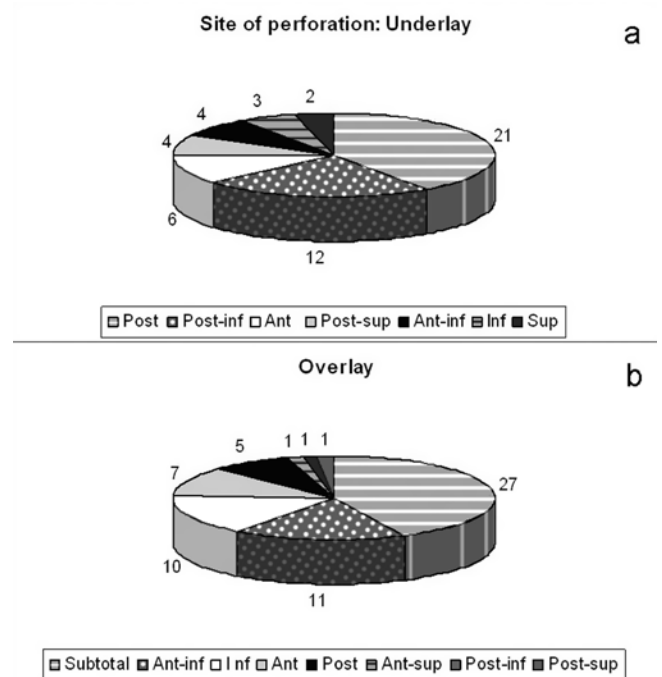 Site of perforation: Underlay
a
2
3
4
4
21
6
12
Post Post-inf Ant Post-sup Ant-inf Inf Sup
Overlay
b
1 1 1
5
7
27
10
11
Subtotal Ant-inf Inf Ant Post Ant-sup Post-inf Post-sup